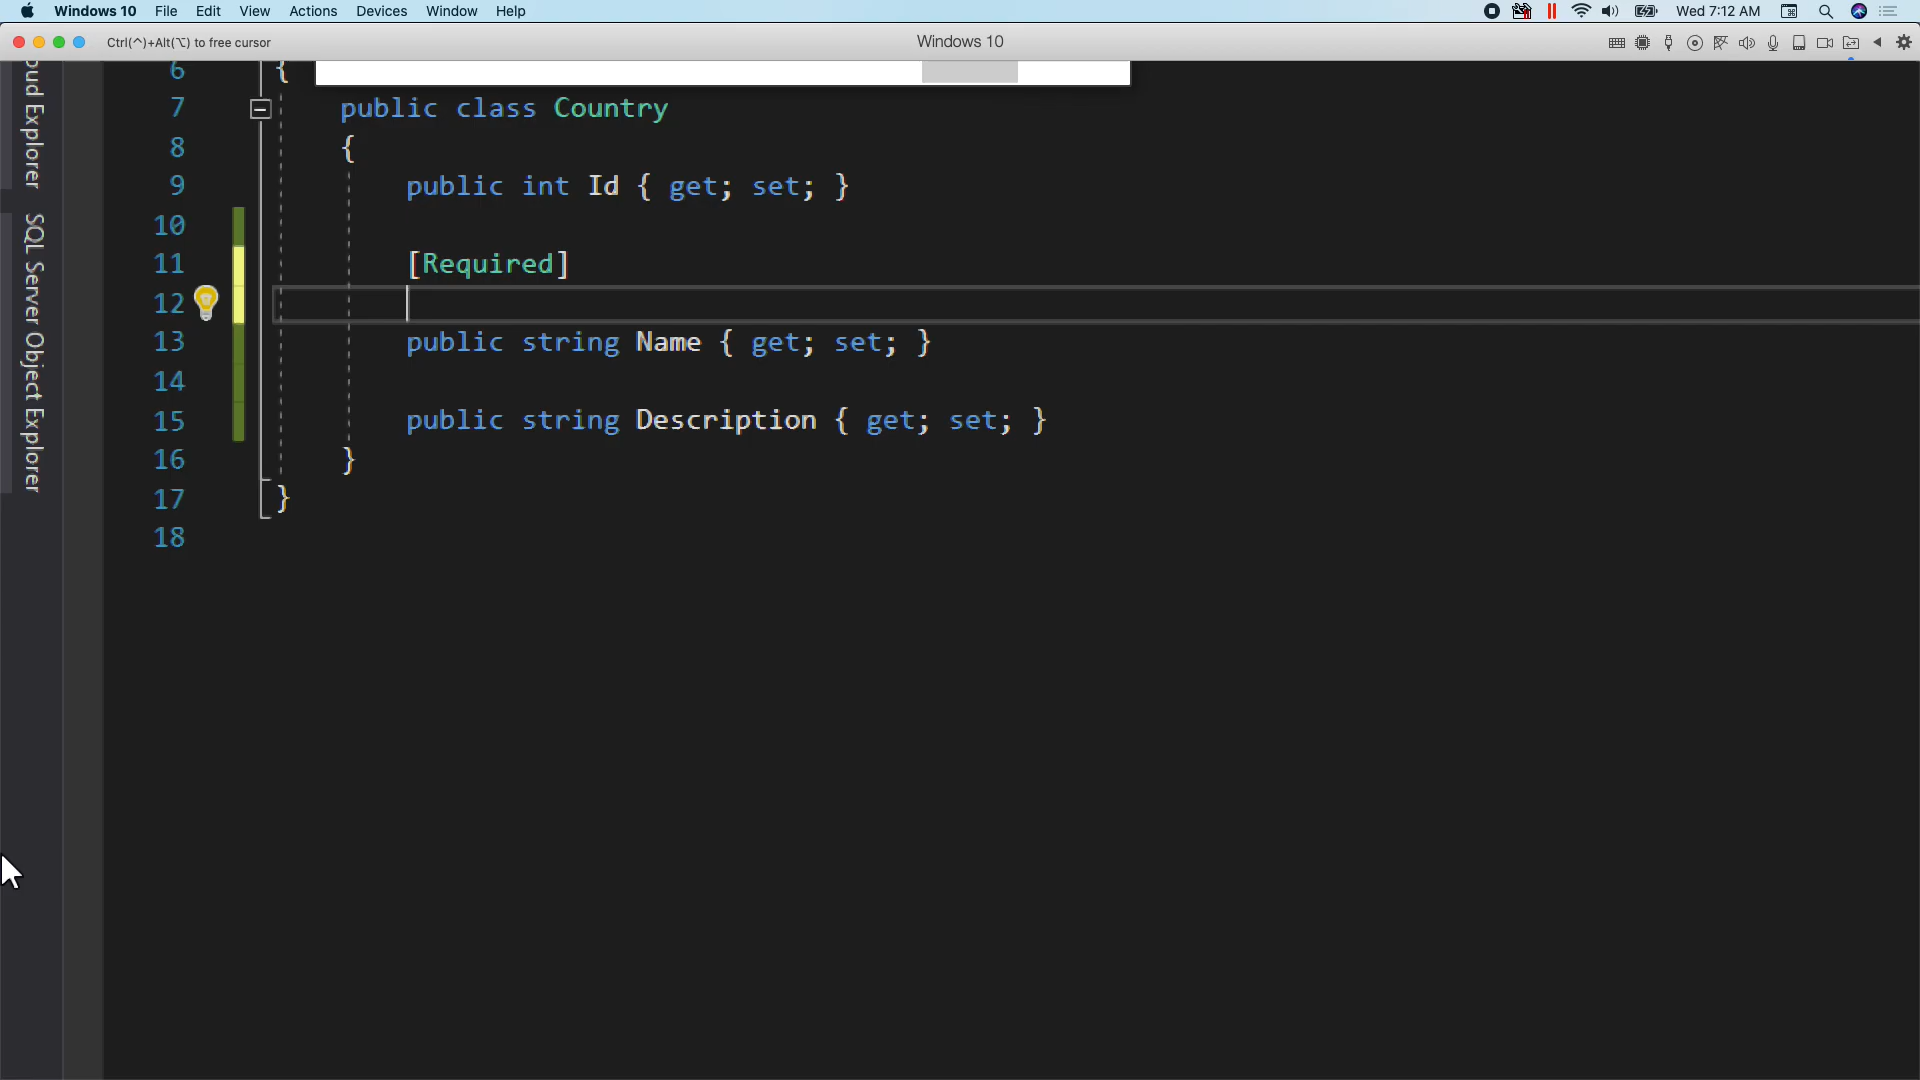 Windows 10 File Edit View Actions Devices Window Help Wed 7:12 AM
Ctrl(^)+Alt(⌥) to free cursor Windows 10
oud Explorer
SQL Server Object Explorer
6 {
7 public class Country
8 {
9 public int Id { get; set; }
10
11 [Required]
12
13 public string Name { get; set; }
14
15 public string Description { get; set; }
16 }
17 }
18